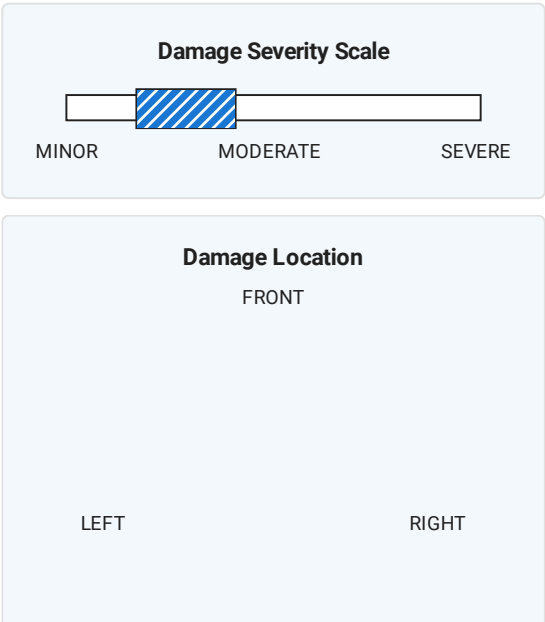 Damage Severity Scale
MINOR MODERATE SEVERE
Damage Location
FRONT
LEFT RIGHT